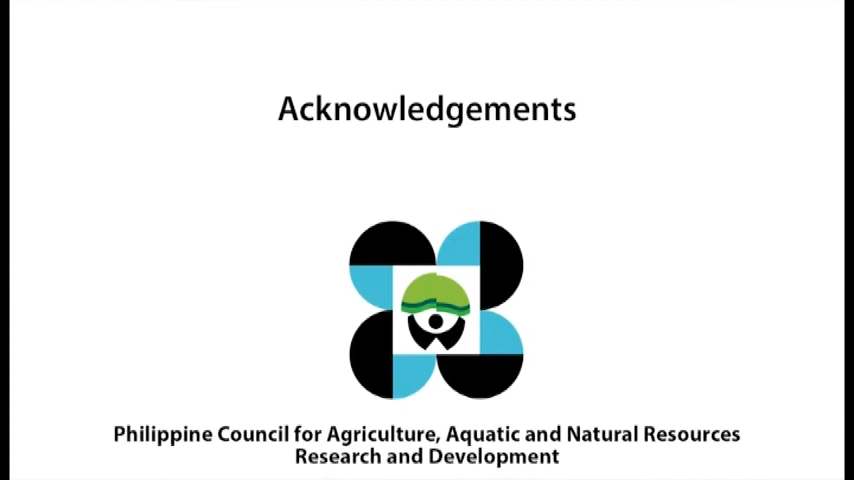 Acknowledgements
Philippine Council for Agriculture, Aquatic and Natural Resources
Research and Development